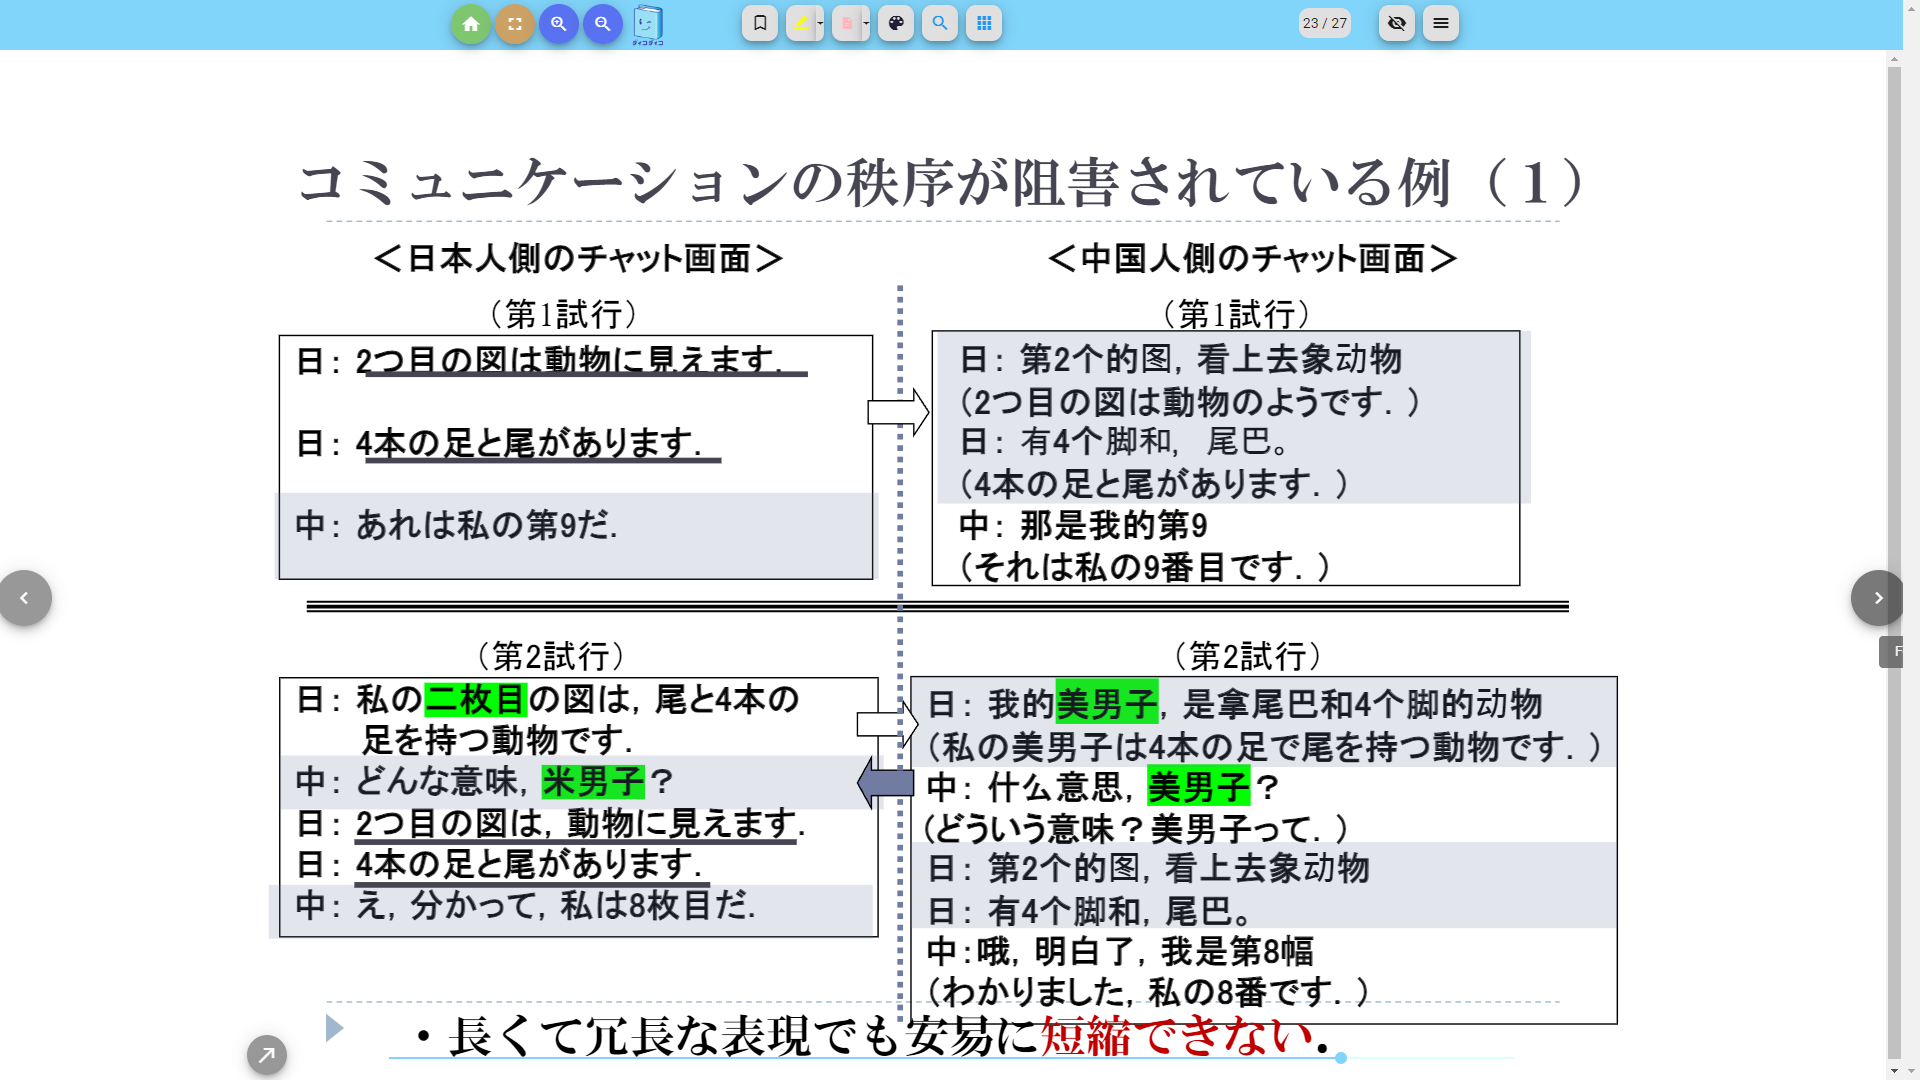 ダイコダイコ
23 / 27
コミュニケーションの秩序が阻害されている例（１）
＜日本人側のチャット画面＞
（第1試行）
日： 2つ目の図は動物に見えます．
日： 4本の足と尾があります．
中： あれは私の第9だ．
＜中国人側のチャット画面＞
（第1試行）
日： 第2个的图，看上去象动物
（2つ目の図は動物のようです．）
日： 有4个脚和， 尾巴。
（4本の足と尾があります．）
中： 那是我的第9
（それは私の9番目です．）
（第2試行）
日： 私の二枚目の図は，尾と4本の
足を持つ動物です．
中： どんな意味，米男子？
日： 2つ目の図は，動物に見えます．
日： 4本の足と尾があります．
中： え，分かって，私は8枚目だ．
（第2試行）
日： 我的美男子，是拿尾巴和4个脚的动物
（私の美男子は4本の足で尾を持つ動物です．）
中： 什么意思，美男子？
（どういう意味？美男子って．）
日： 第2个的图，看上去象动物
日： 有4个脚和，尾巴。
中：哦，明白了，我是第8幅
（わかりました，私の8番です．）
・長くて冗長な表現でも安易に短縮できない．
F